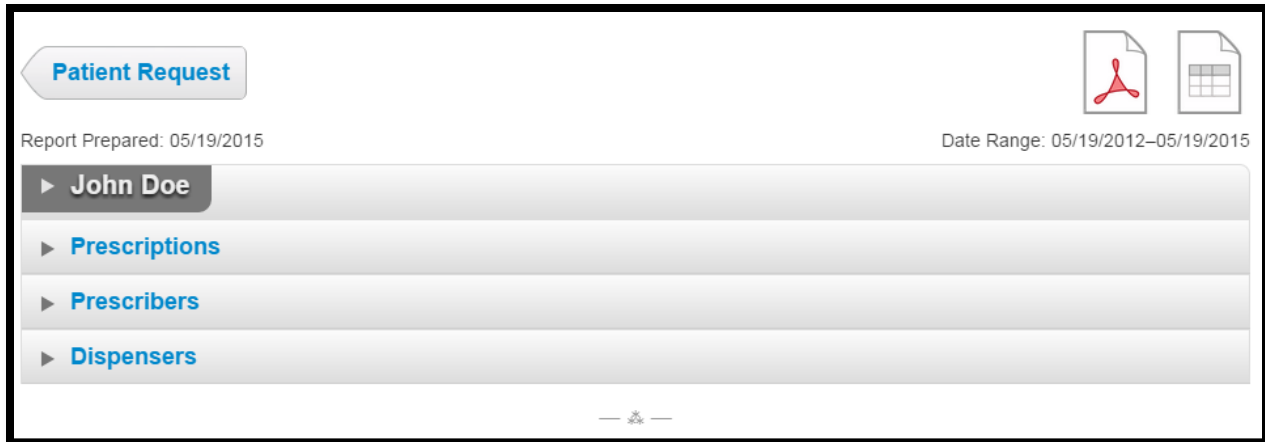 Patient Request
Report Prepared: 05/19/2015
Date Range: 05/19/2012–05/19/2015
John Doe
Prescriptions
Prescribers
Dispensers
— ⁂ —